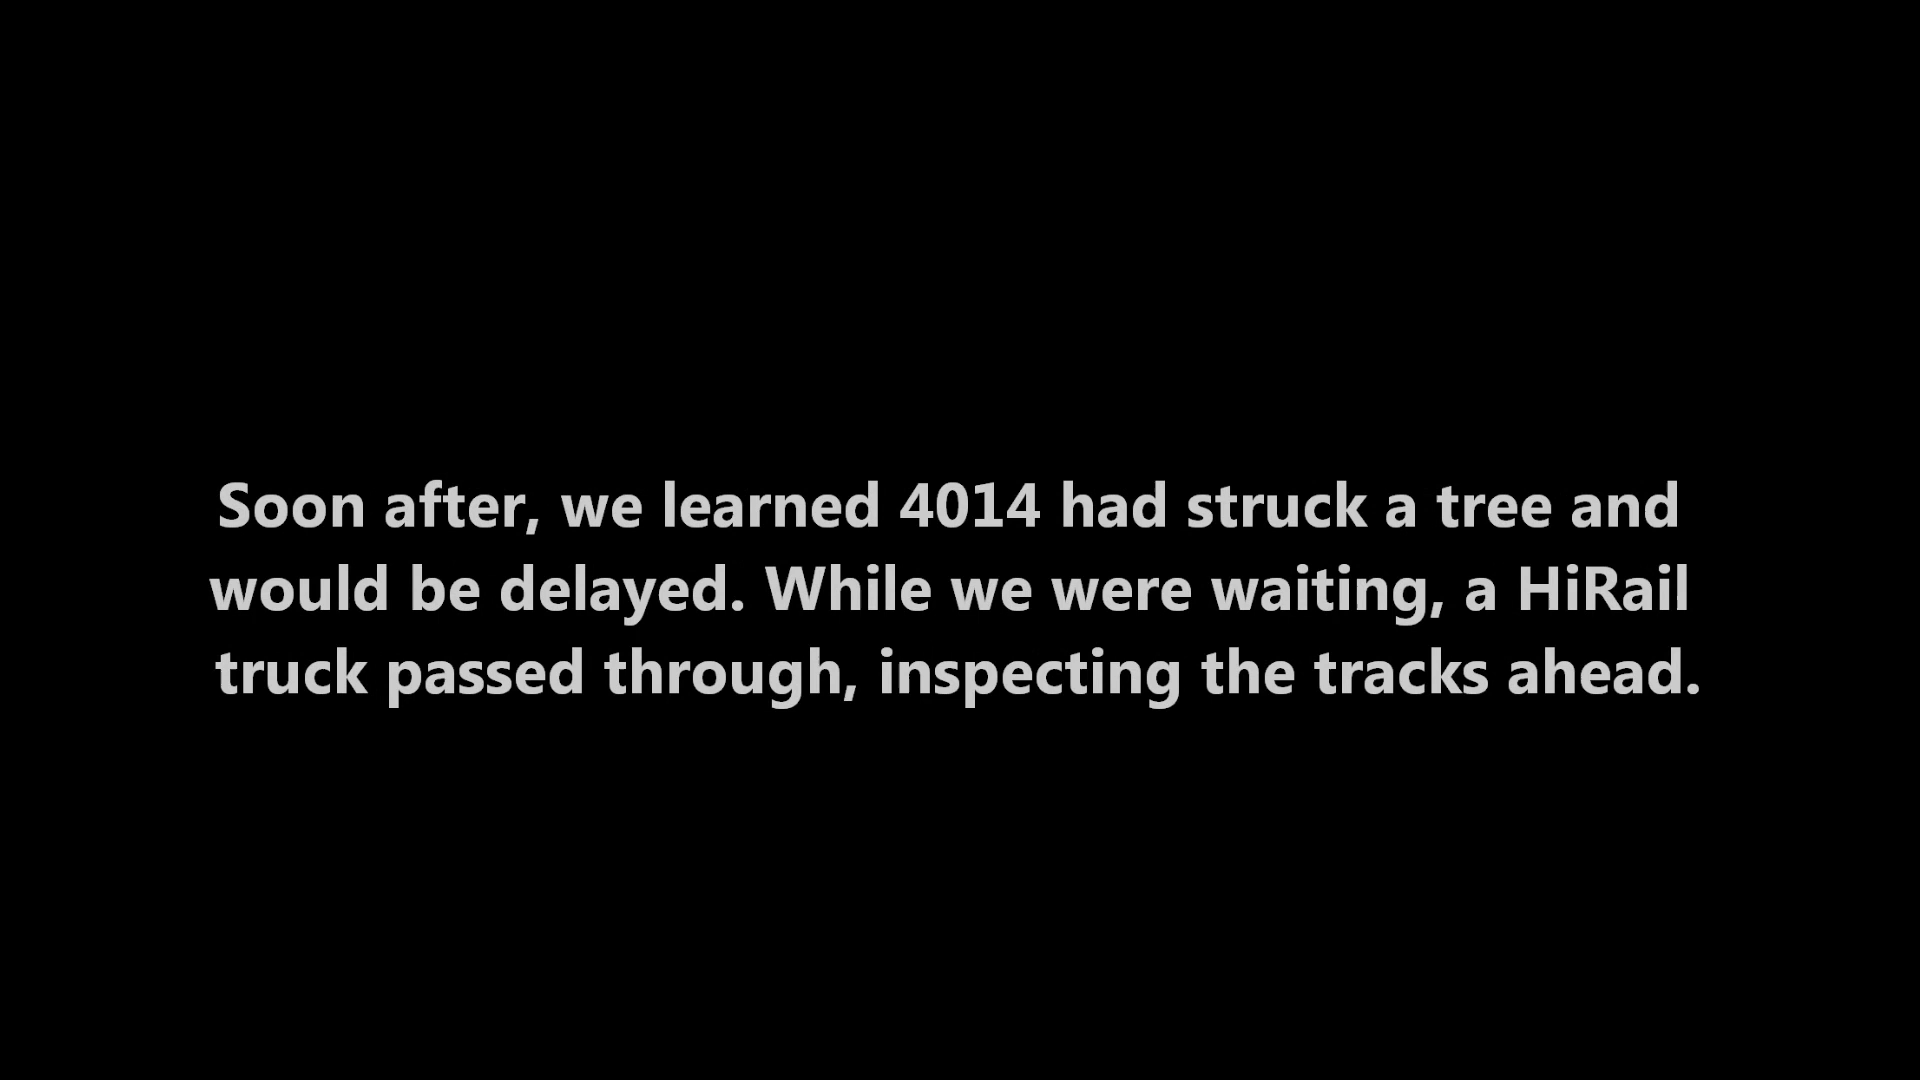 Soon after, we learned 4014 had struck a tree and
would be delayed. While we were waiting, a HiRail
truck passed through, inspecting the tracks ahead.